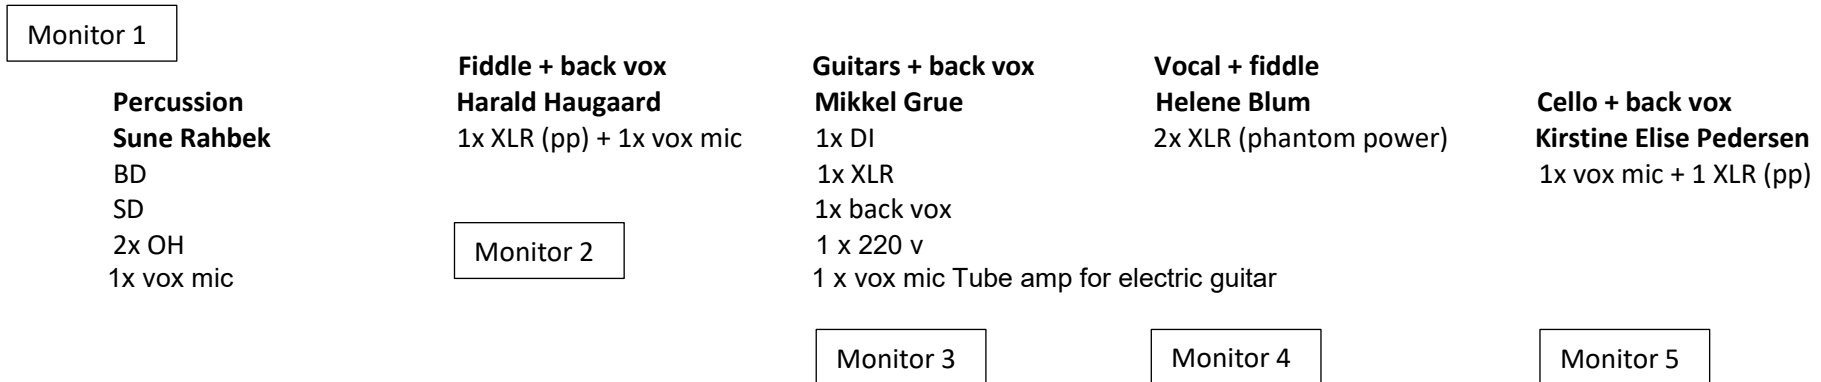 Monitor 1
Percussion
Sune Rahbek
BD
SD
2x OH
1x vox mic
Fiddle + back vox
Harald Haugaard
1x XLR (pp) + 1x vox mic
Monitor 2
Guitars + back vox
Mikkel Grue
1x DI
1x XLR
1x back vox
1 x 220 v
1 x vox mic Tube amp for electric guitar
Monitor 3
Vocal + fiddle
Helene Blum
2x XLR (phantom power)
Monitor 4
Cello + back vox
Kirstine Elise Pedersen
1x vox mic + 1 XLR (pp)
Monitor 5